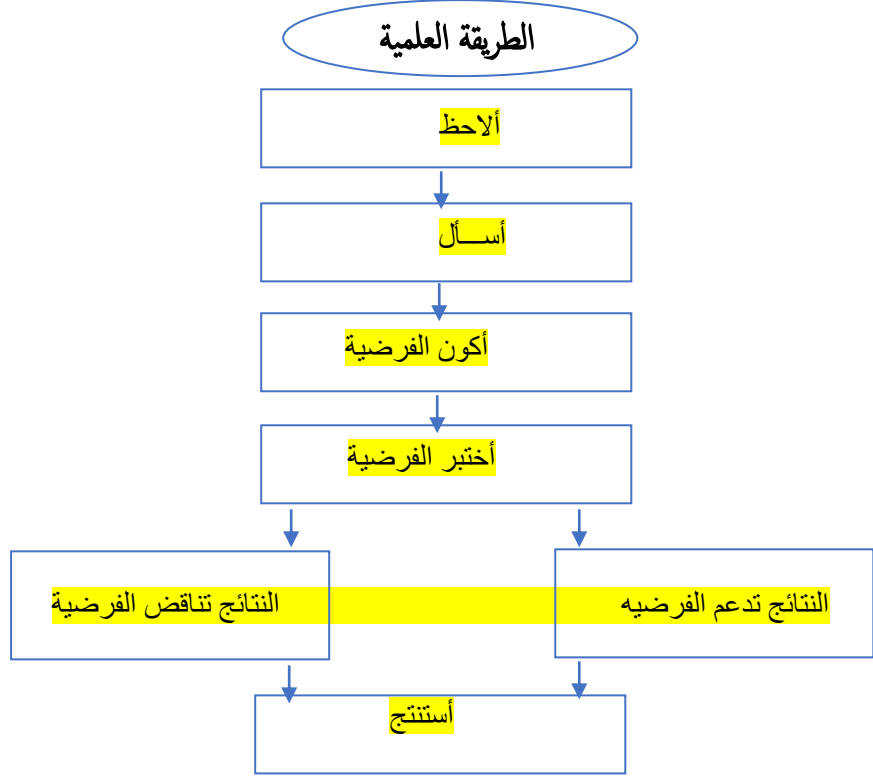 الطريقة العلمية
ألاحظ
أســـأل
أكون الفرضية
أختبر الفرضية
النتائج تدعم الفرضيه النتائج تناقض الفرضية
أستنتج